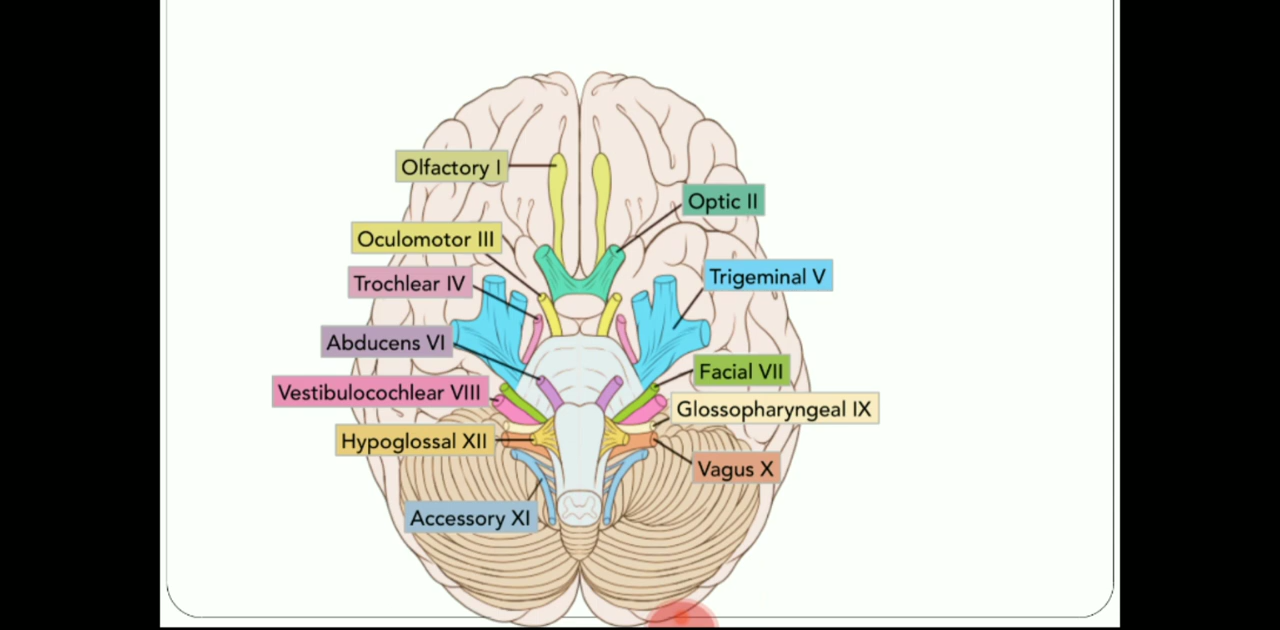 Olfactory I
Optic II
Oculomotor III
Trochlear IV
Trigeminal V
Abducens VI
Facial VII
Vestibulocochlear VIII
Glossopharyngeal IX
Hypoglossal XII
Vagus X
Accessory XI